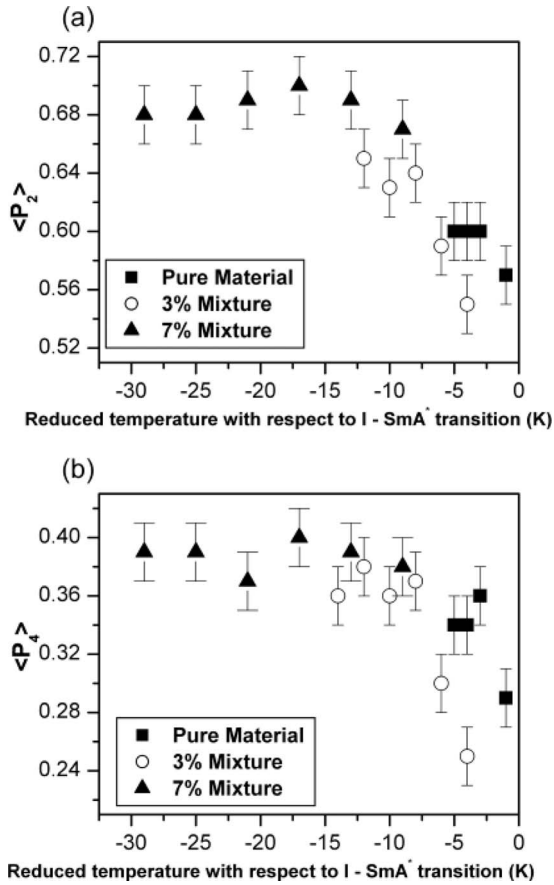 (a)
0.72
0.68
0.64
0.60
0.56
0.52
<P2>
Pure Material
3% Mixture
7% Mixture
-30 -25 -20 -15 -10 -5 0
Reduced temperature with respect to I - SmA* transition (K)
(b)
0.40
0.36
0.32
0.28
0.24
<P4>
Pure Material
3% Mixture
7% Mixture
-30 -25 -20 -15 -10 -5 0
Reduced temperature with respect to I - SmA* transition (K)